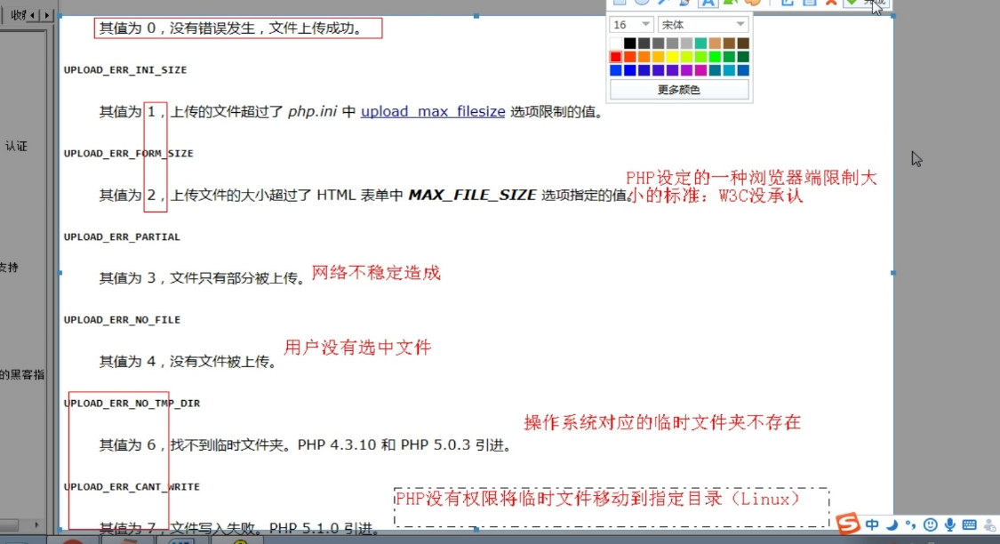 收
16
宋体
完成
更多颜色
其值为 0，没有错误发生，文件上传成功。
UPLOAD_ERR_INI_SIZE
其值为 1，上传的文件超过了 php.ini 中 upload_max_filesize 选项限制的值。
认证
UPLOAD_ERR_FORM_SIZE
PHP设定的一种浏览器端限制大
其值为 2，上传文件的大小超过了 HTML 表单中 MAX_FILE_SIZE 选项指定的值。
小的标准：W3C没承认
UPLOAD_ERR_PARTIAL
支持
其值为 3，文件只有部分被上传。
网络不稳定造成
UPLOAD_ERR_NO_FILE
用户没有选中文件
其值为 4，没有文件被上传。
的黑客指
UPLOAD_ERR_NO_TMP_DIR
操作系统对应的临时文件夹不存在
其值为 6，找不到临时文件夹。PHP 4.3.10 和 PHP 5.0.3 引进。
UPLOAD_ERR_CANT_WRITE
PHP没有权限将临时文件移动到指定目录（Linux）
其值为 7，文件写入失败。PHP 5.1.0 引进。
中